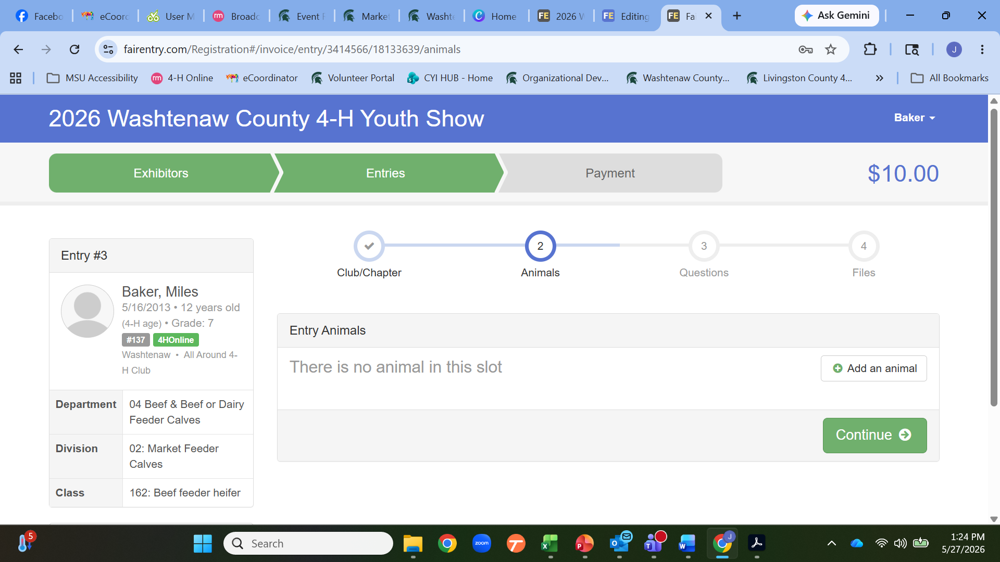 Facebo
eCoord
User M
Broadc
Event F
Market
Washte
Home
2026 W
Editing
Fai
Ask Gemini
fairentry.com/Registration#/invoice/entry/3414566/18133639/animals
J
MSU Accessibility
4-H Online
eCoordinator
Volunteer Portal
CYI HUB - Home
Organizational Dev...
Washtenaw County...
Livingston County 4...
All Bookmarks
2026 Washtenaw County 4-H Youth Show
Baker
Exhibitors
Entries
Payment
$10.00
2
3
4
Club/Chapter
Animals
Questions
Files
Entry #3
Baker, Miles
5/16/2013 • 12 years old
(4-H age) • Grade: 7
#137 4HOnline
Washtenaw • All Around 4-
H Club
Department
04 Beef & Beef or Dairy
Feeder Calves
Division
02: Market Feeder
Calves
Class
162: Beef feeder heifer
Entry Animals
There is no animal in this slot
Add an animal
Continue
5
Search
zoom
1:24 PM
5/27/2026